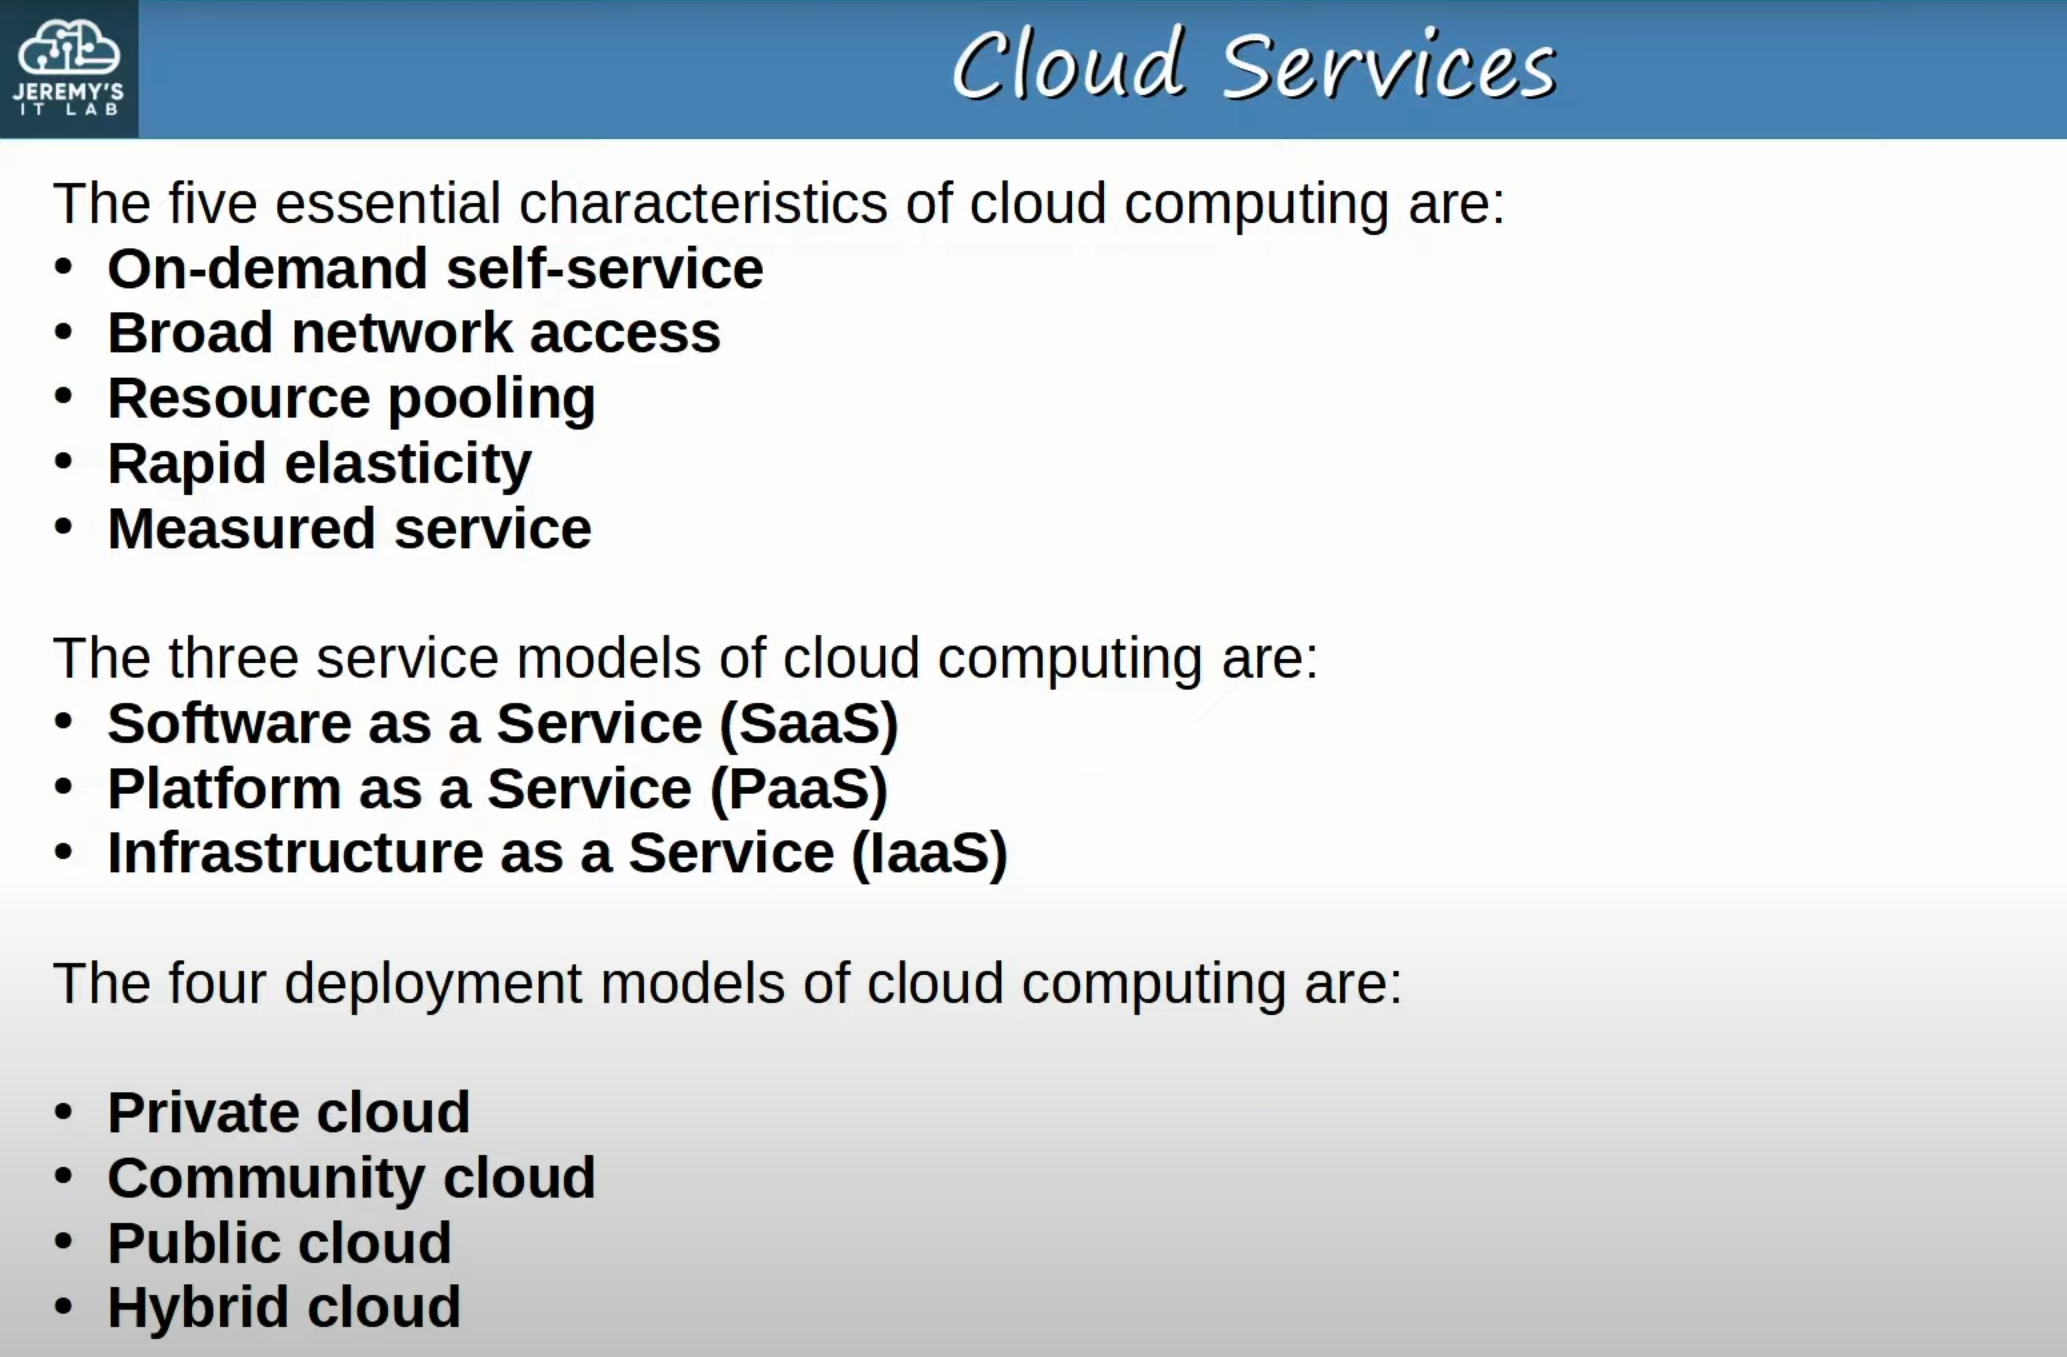 JEREMY'S
IT LAB
Cloud Services
The five essential characteristics of cloud computing are:
• On-demand self-service
• Broad network access
• Resource pooling
• Rapid elasticity
• Measured service
The three service models of cloud computing are:
• Software as a Service (SaaS)
• Platform as a Service (PaaS)
• Infrastructure as a Service (IaaS)
The four deployment models of cloud computing are:
• Private cloud
• Community cloud
• Public cloud
• Hybrid cloud